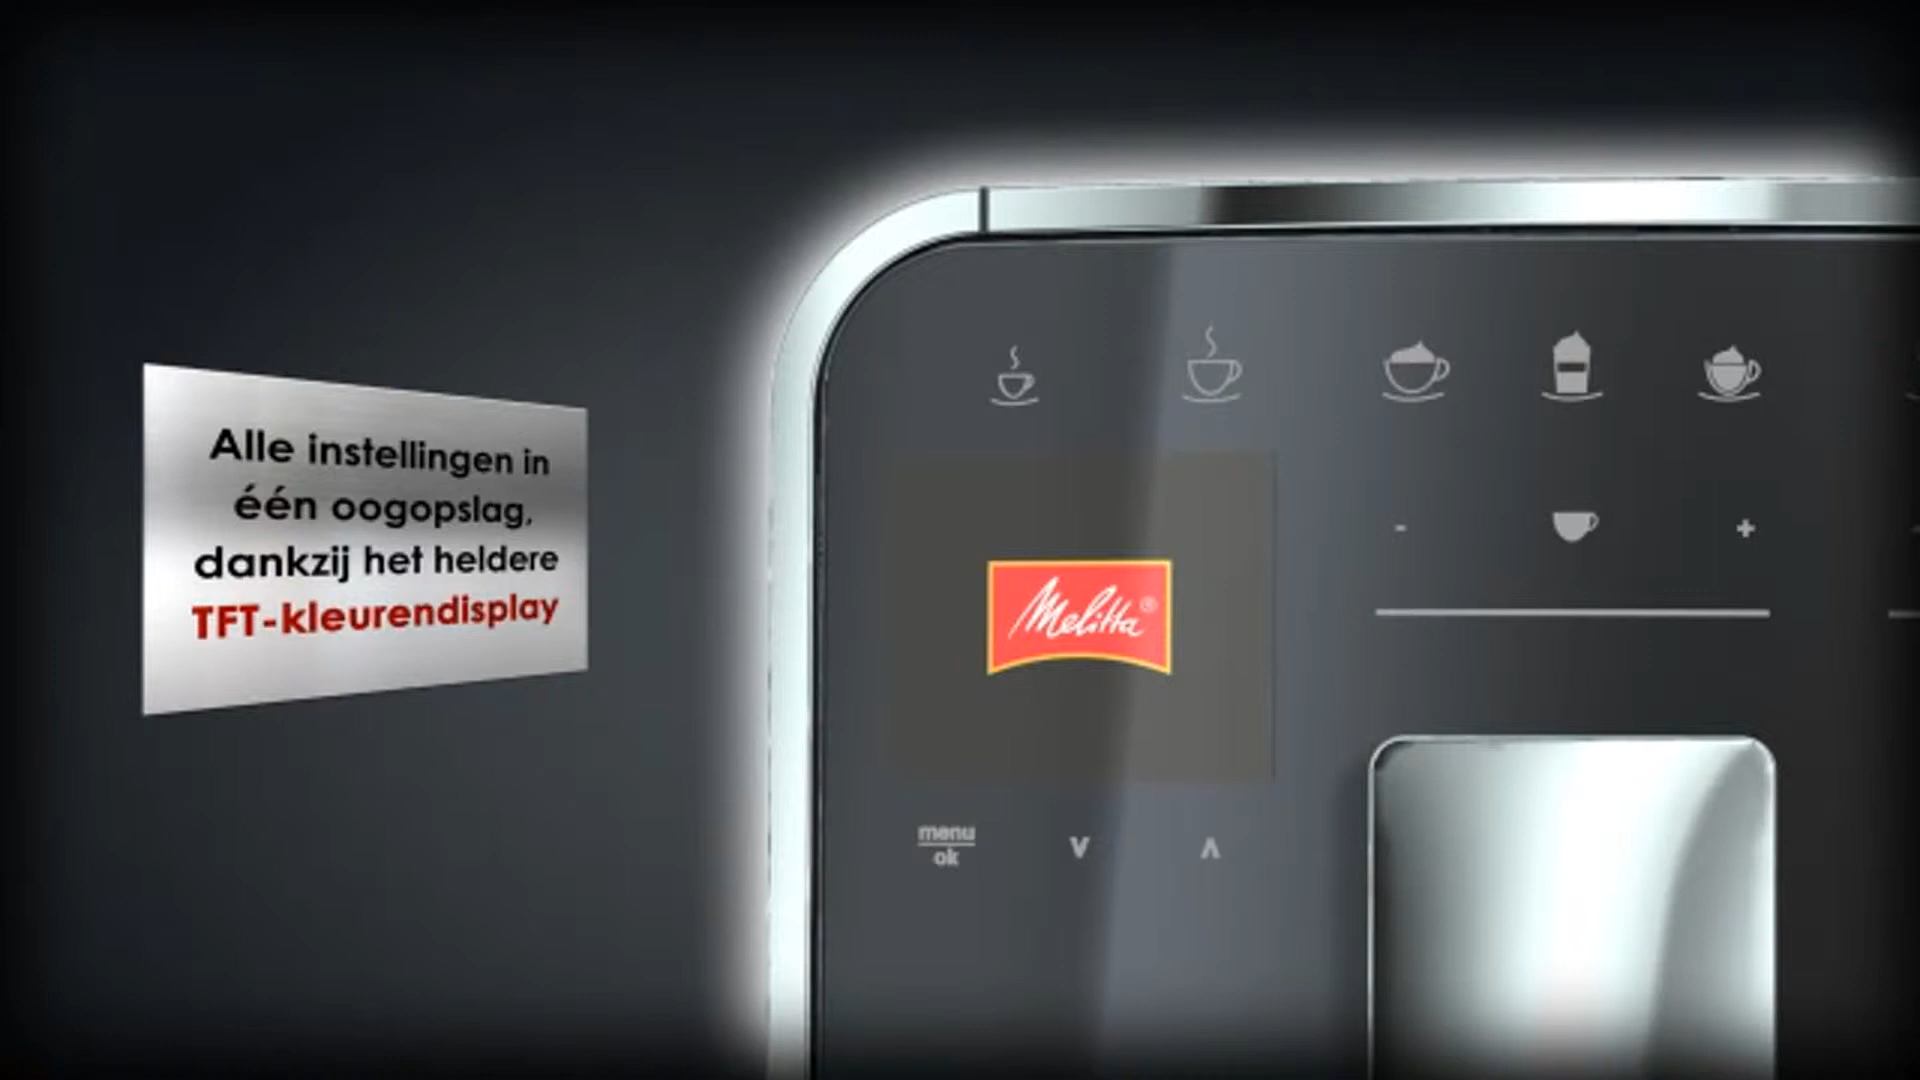 Alle instellingen in
één oogopslag,
dankzij het heldere
TFT-kleurendisplay
Melitta®
- +
menu
ok